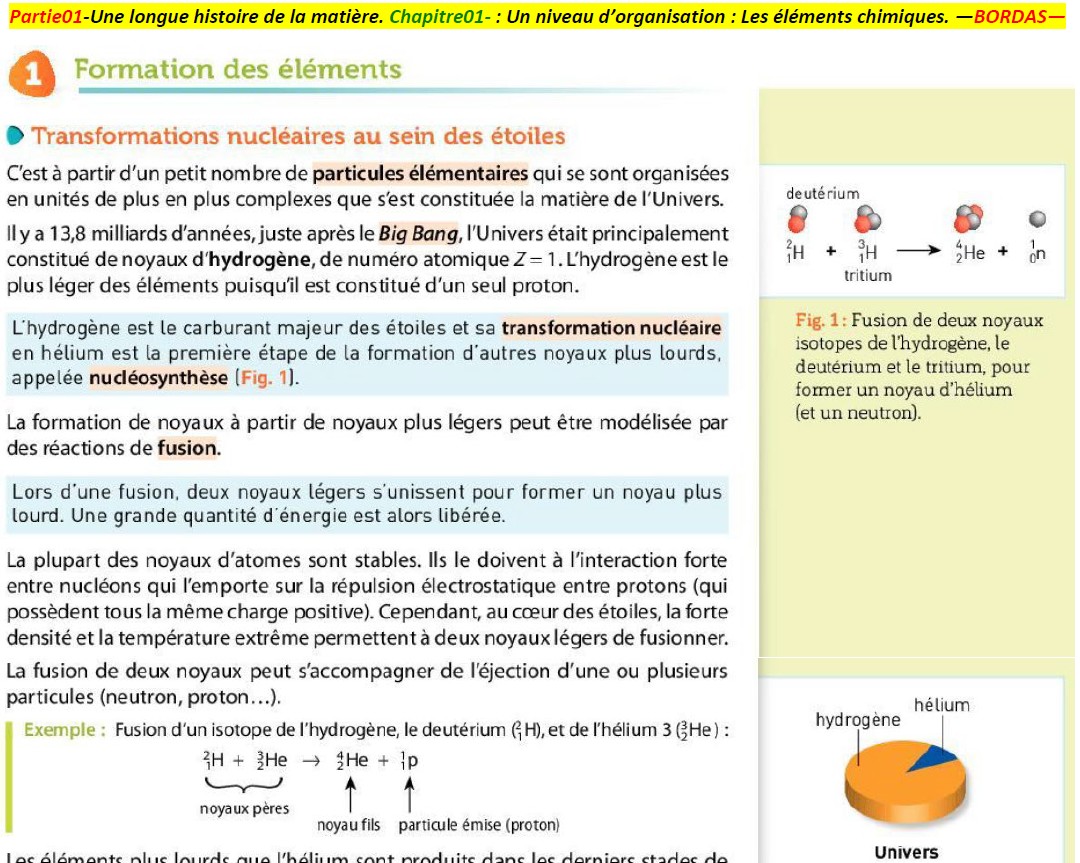 Partie01-Une longue histoire de la matière. Chapitre01- : Un niveau d’organisation : Les éléments chimiques. —BORDAS—
1 Formation des éléments
Transformations nucléaires au sein des étoiles
C’est à partir d’un petit nombre de particules élémentaires qui se sont organisées
en unités de plus en plus complexes que s’est constituée la matière de l’Univers.
Il y a 13,8 milliards d’années, juste après le Big Bang, l’Univers était principalement
constitué de noyaux d’hydrogène, de numéro atomique Z = 1. L’hydrogène est le
plus léger des éléments puisqu’il est constitué d’un seul proton.
L’hydrogène est le carburant majeur des étoiles et sa transformation nucléaire
en hélium est la première étape de la formation d’autres noyaux plus lourds,
appelée nucléosynthèse (Fig. 1).
La formation de noyaux à partir de noyaux plus légers peut être modélisée par
des réactions de fusion.
Lors d’une fusion, deux noyaux légers s’unissent pour former un noyau plus
lourd. Une grande quantité d’énergie est alors libérée.
La plupart des noyaux d’atomes sont stables. Ils le doivent à l’interaction forte
entre nucléons qui l’emporte sur la répulsion électrostatique entre protons (qui
possèdent tous la même charge positive). Cependant, au cœur des étoiles, la forte
densité et la température extrême permettent à deux noyaux légers de fusionner.
La fusion de deux noyaux peut s’accompagner de l’éjection d’une ou plusieurs
particules (neutron, proton…).
Exemple : Fusion d’un isotope de l’hydrogène, le deutérium (²₁H), et de l’hélium 3 (³₂He) :
²₁H + ³₂He → ⁴₂He + ¹₁p
noyaux pères
noyau fils particule émise (proton)
Les éléments plus lourds que l’hélium sont produits dans les derniers stades de
deutérium
²₁H + ³₁H → ⁴₂He + ¹₀n
tritium
Fig. 1 : Fusion de deux noyaux
isotopes de l’hydrogène, le
deutérium et le tritium, pour
former un noyau d’hélium
(et un neutron).
hélium
hydrogène
Univers